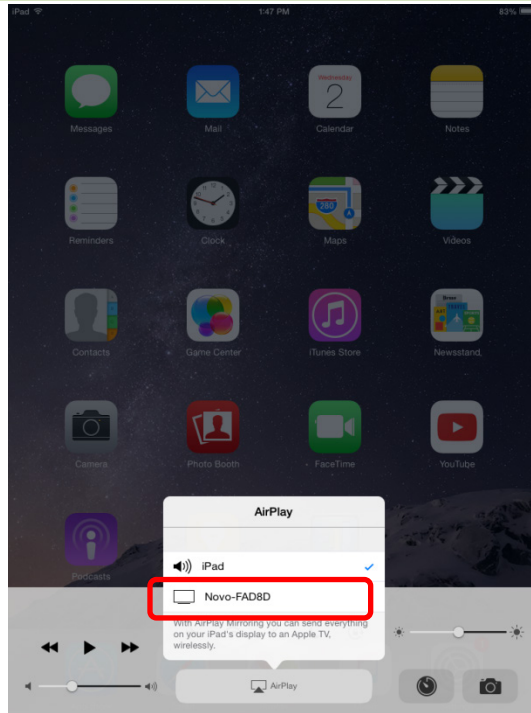 iPad 1:47 PM 83%
Wednesday
2
Messages Mail Calendar Notes
280
Reminders Clock Maps Videos
Contacts Game Center iTunes Store Newsstand
Camera Photo Booth FaceTime YouTube
Podcasts
AirPlay
iPad
Novo-FAD8D
With AirPlay Mirroring you can send everything
on your iPad's display to an Apple TV,
wirelessly.
AirPlay